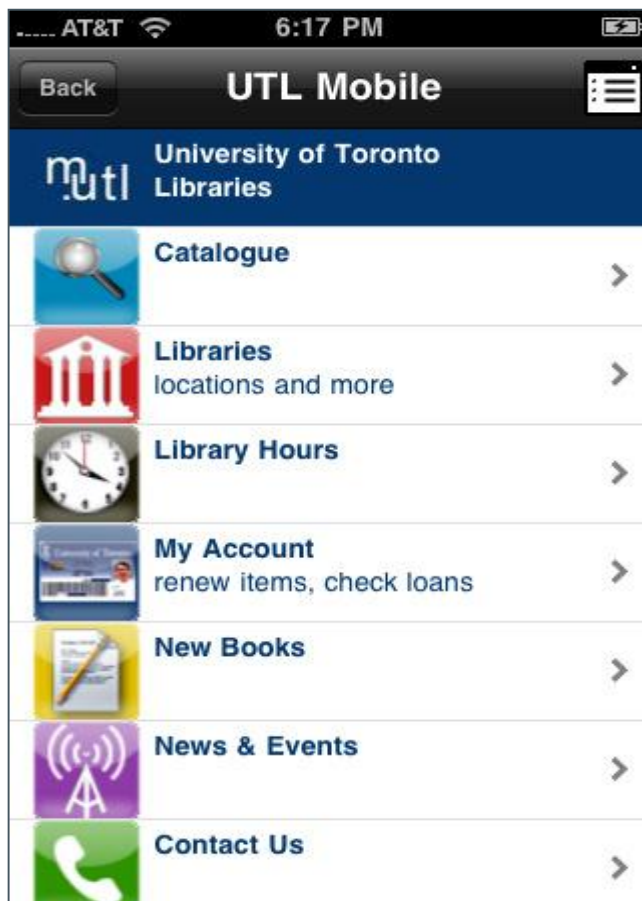 AT&T 6:17 PM
Back UTL Mobile
m.utl University of Toronto
Libraries
Catalogue
Libraries
locations and more
Library Hours
My Account
renew items, check loans
New Books
News & Events
Contact Us